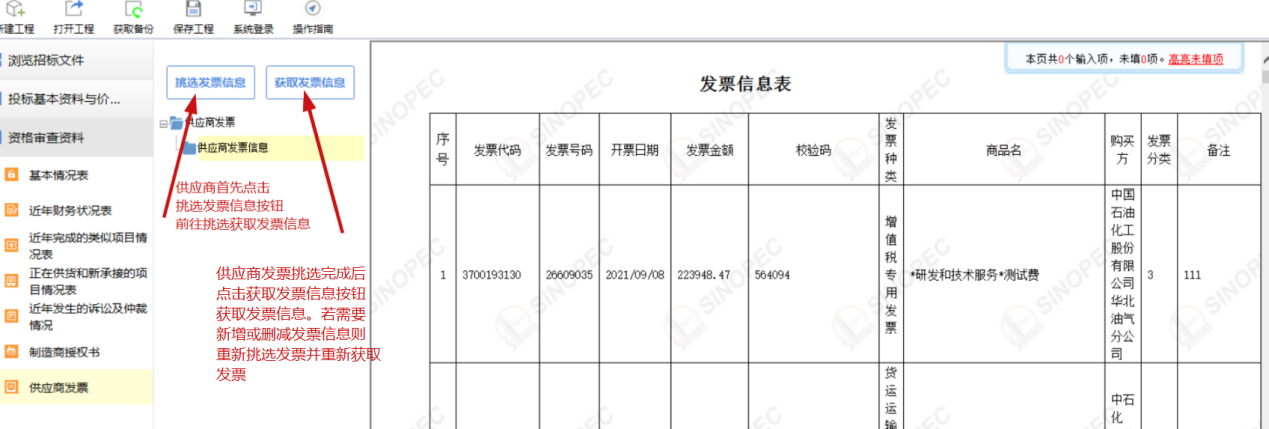 新建工程 打开工程 获取备份 保存工程 系统登录 操作指南
浏览招标文件
投标基本资料与价...
资格审查资料
基本情况表
近年财务状况表
近年完成的类似项目情
况表
正在供货和新承接的项
目情况表
近年发生的诉讼及仲裁
情况
制造商授权书
供应商发票
挑选发票信息 获取发票信息
供应商发票
供应商发票信息
供应商首先点击
挑选发票信息按钮
前往挑选获取发票信息
供应商发票挑选完成后
点击获取发票信息按钮
获取发票信息。若需要
新增或删减发票信息则
重新挑选发票并重新获取
发票
本页共0个输入项，未填0项。高亮未填项
发票信息表
序号 发票代码 发票号码 开票日期 发票金额 校验码 发票种类 商品名 购买方 发票分类 备注
1 3700193130 26609035 2021/09/08 223948.47 564094 增值税专用发票 *研发和技术服务*测试费 中国石油化工股份有限公司华北油气分公司 3 111
货运运输 中石化
SINOPEC